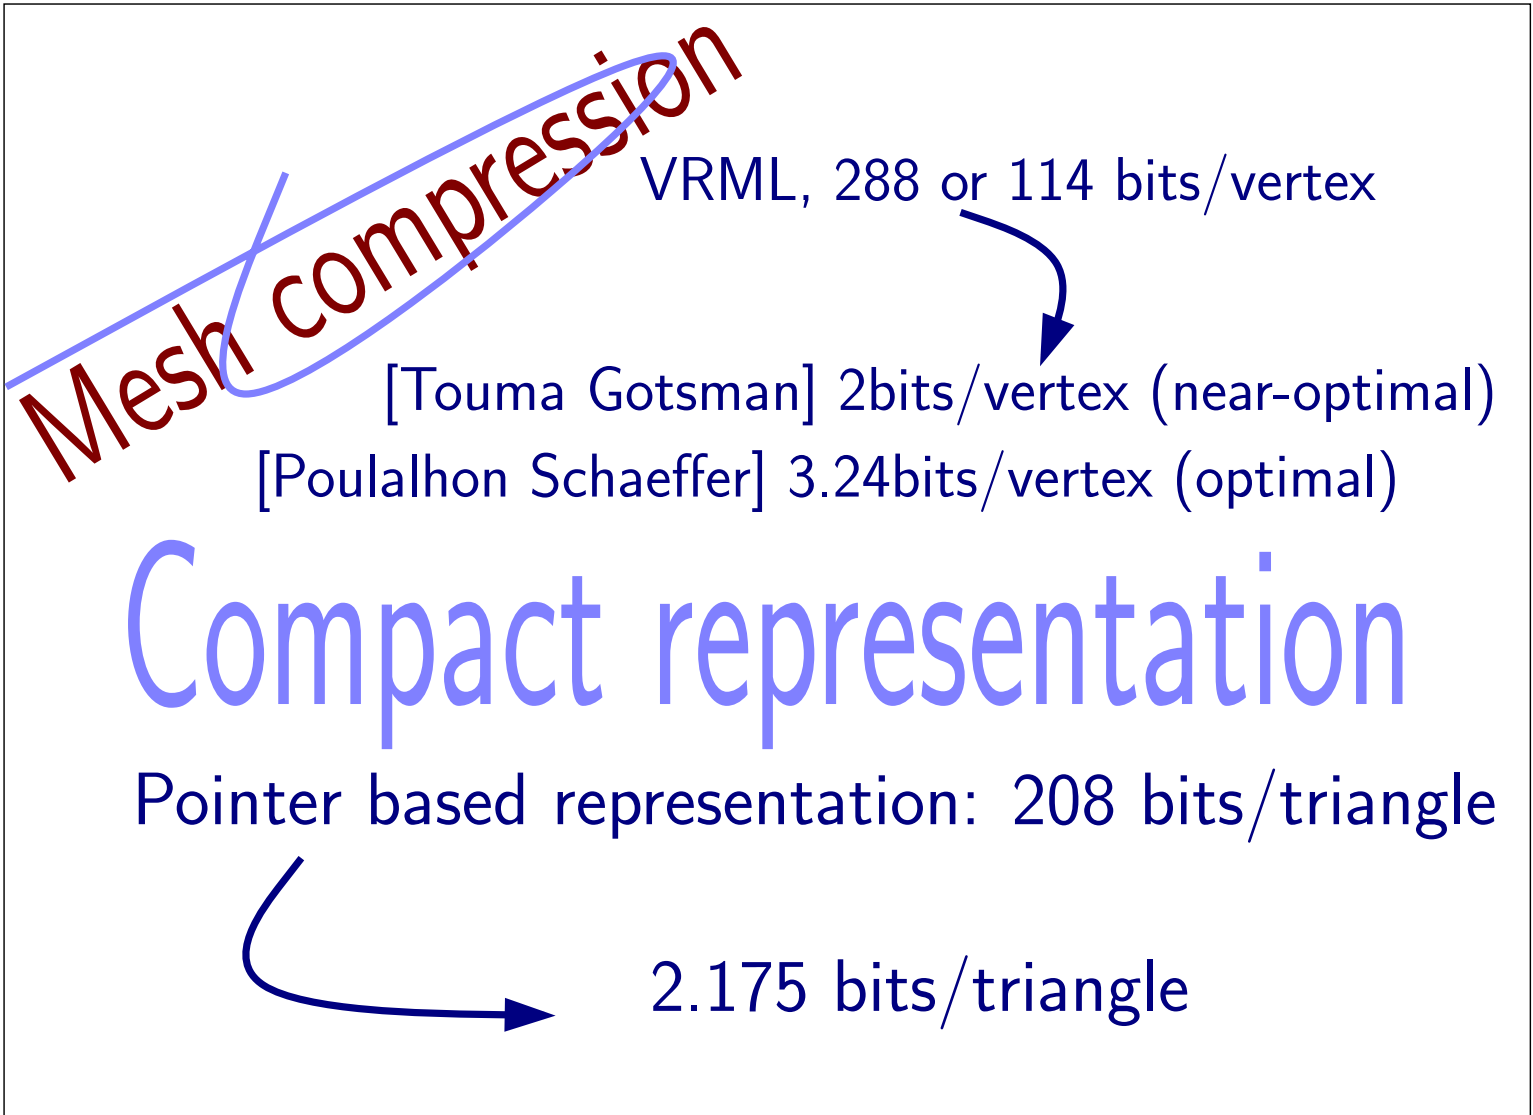 Mesh compression
VRML, 288 or 114 bits/vertex
[Touma Gotsman] 2bits/vertex (near-optimal)
[Poulalhon Schaeffer] 3.24bits/vertex (optimal)
Compact representation
Pointer based representation: 208 bits/triangle
2.175 bits/triangle